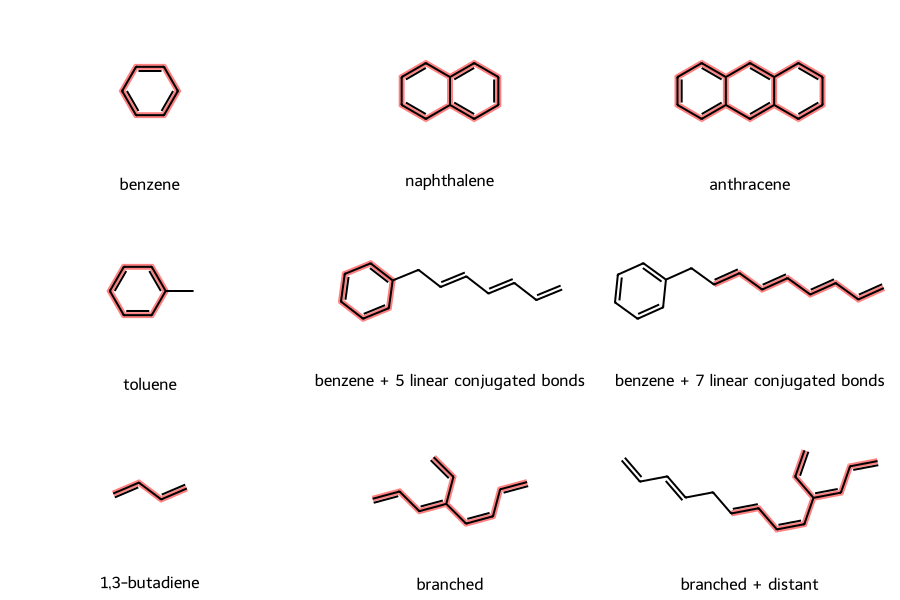 benzene
naphthalene
anthracene
toluene
benzene + 5 linear conjugated bonds
benzene + 7 linear conjugated bonds
1,3-butadiene
branched
branched + distant